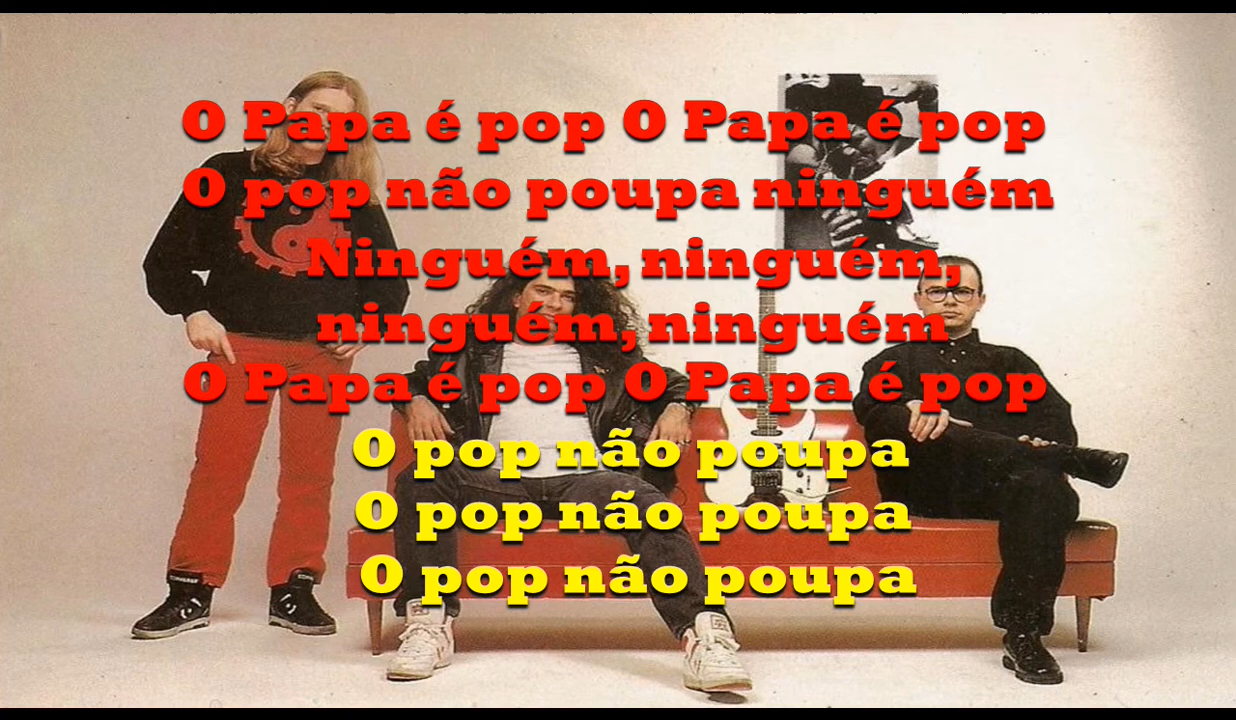 O Papa é pop O Papa é pop
O pop não poupa ninguém
Ninguém, ninguém,
ninguém, ninguém
O Papa é pop O Papa é pop
O pop não poupa
O pop não poupa
O pop não poupa